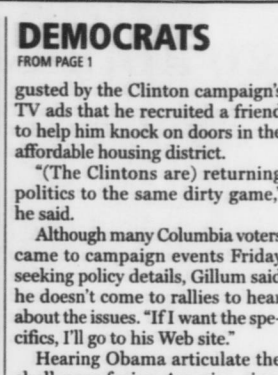 DEMOCRATS
FROM PAGE 1
gusted by the Clinton campaign's
TV ads that he recruited a friend
to help him knock on doors in the
affordable housing district.
"(The Clintons are) returning
politics to the same dirty game,"
he said.
Although many Columbia voters
came to campaign events Friday
seeking policy details, Gillum said
he doesn't come to rallies to hear
about the issues. "If I want the spe-
cifics, I'll go to his Web site."
Hearing Obama articulate the